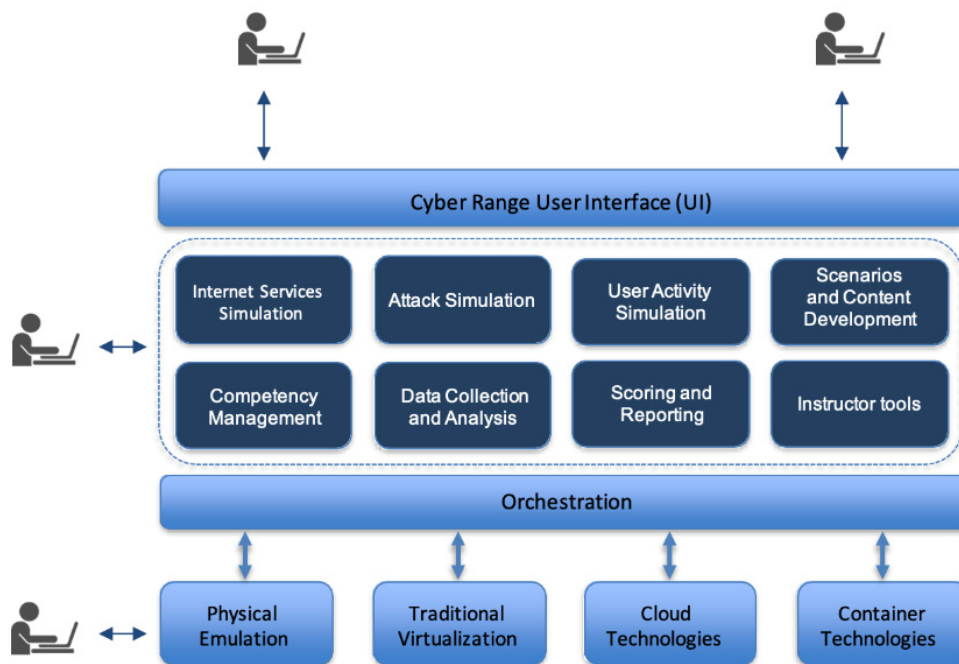 Cyber Range User Interface (UI)
Internet Services
Simulation
Attack Simulation
User Activity
Simulation
Scenarios
and Content
Development
Competency
Management
Data Collection
and Analysis
Scoring and
Reporting
Instructor tools
Orchestration
Physical
Emulation
Traditional
Virtualization
Cloud
Technologies
Container
Technologies